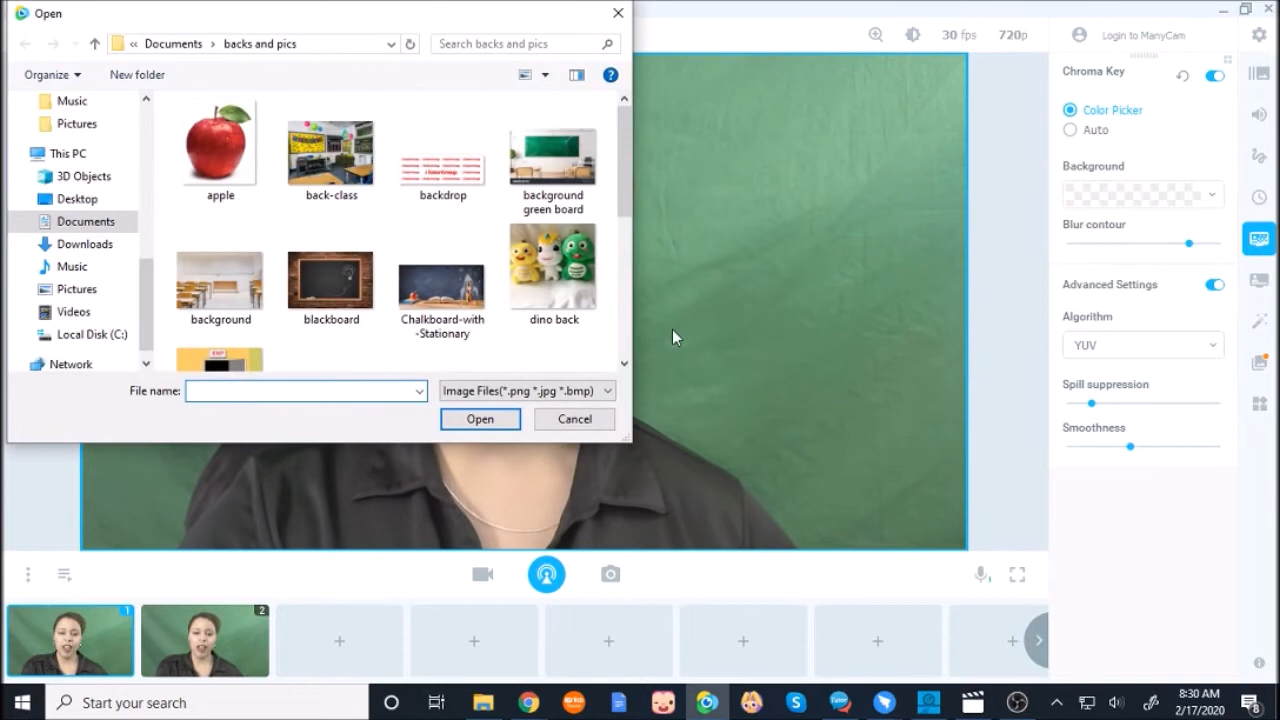 Open
« Documents › backs and pics
Search backs and pics
Organize
New folder
Music
Pictures
This PC
3D Objects
Desktop
Documents
Downloads
Music
Pictures
Videos
Local Disk (C:)
Network
apple
back-class
backdrop
background
green board
background
blackboard
Chalkboard-with
-Stationary
dino back
EXIT
File name:
Image Files(*.png *.jpg *.bmp)
Open
Cancel
30 fps
720p
Login to ManyCam
Chroma Key
Color Picker
Auto
Background
Blur contour
Advanced Settings
Algorithm
YUV
Spill suppression
Smoothness
1
2
Start your search
8:30 AM
2/17/2020
8